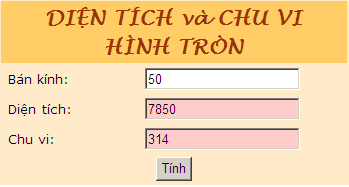 DIỆN TÍCH và CHU VI
HÌNH TRÒN
Bán kính: 50
Diện tích: 7850
Chu vi: 314
Tính